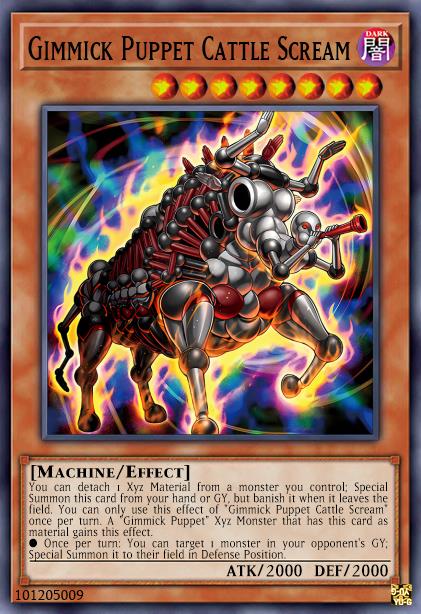 GIMMICK PUPPET CATTLE SCREAM
DARK
闇
[MACHINE/EFFECT]
You can detach 1 Xyz Material from a monster you control; Special
Summon this card from your hand or GY, but banish it when it leaves the
field. You can only use this effect of "Gimmick Puppet Cattle Scream"
once per turn. A "Gimmick Puppet" Xyz Monster that has this card as
material gains this effect.
● Once per turn: You can target 1 monster in your opponent's GY;
Special Summon it to their field in Defense Position.
ATK/2000 DEF/2000
101205009